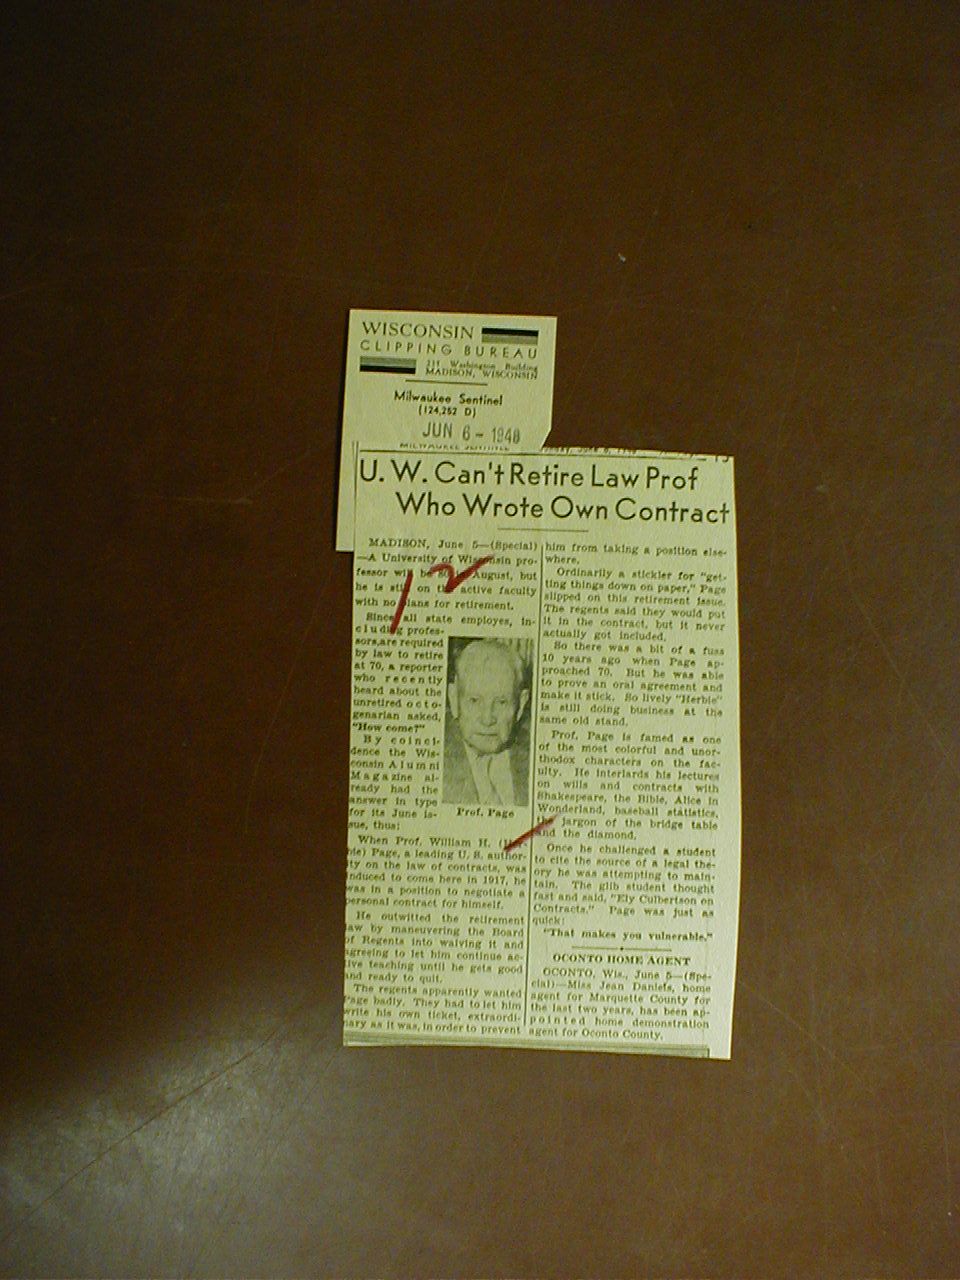 WISCONSIN
CLIPPING BUREAU
Washington Building
MADISON, WISCONSIN
Milwaukee Sentinel
(124,252 D)
JUN 6 - 1948
MILWAUKEE SENTINEL
U. W. Can't Retire Law Prof
Who Wrote Own Contract
MADISON, June 5—(Special)
—A University of Wisconsin pro-
fessor will be 80 in August, but
he is still on the active faculty
with no plans for retirement.
Since all state employes, in-
cluding profes-
sors, are required
by law to retire
at 70, a reporter
who recently
heard about the
unretired octo-
genarian asked,
"How come?"
By coinci-
dence the Wis-
consin Alumni
Magazine al-
ready had the
answer in type
for its June is-
sue, thus:
Prof. Page
When Prof. William H. (Her-
bie) Page, a leading U. S. author-
ity on the law of contracts, was
induced to come here in 1917, he
was in a position to negotiate a
personal contract for himself.
He outwitted the retirement
law by maneuvering the Board
of Regents into waiving it and
agreeing to let him continue ac-
tive teaching until he gets good
and ready to quit.
The regents apparently wanted
Page badly. They had to let him
write his own ticket, extraordi-
nary as it was, in order to prevent
him from taking a position else-
where.
Ordinarily a stickler for "get-
ting things down on paper," Page
slipped on this retirement issue.
The regents said they would put
it in the contract, but it never
actually got included.
So there was a bit of a fuss
10 years ago when Page ap-
proached 70. But he was able
to prove an oral agreement and
make it stick. So lively "Herbie"
is still doing business at the
same old stand.
Prof. Page is famed as one
of the most colorful and unor-
thodox characters on the fac-
ulty. He interlards his lectures
on wills and contracts with
Shakespeare, the Bible, Alice in
Wonderland, baseball statistics,
the jargon of the bridge table
and the diamond.
Once he challenged a student
to cite the source of a legal the-
ory he was attempting to main-
tain. The glib student thought
fast and said, "Ely Culbertson on
Contracts." Page was just as
quick:
"That makes you vulnerable."
OCONTO HOME AGENT
OCONTO, Wis., June 5—(Spe-
cial)—Miss Jean Daniels, home
agent for Marquette County for
the last two years, has been ap-
pointed home demonstration
agent for Oconto County.
12